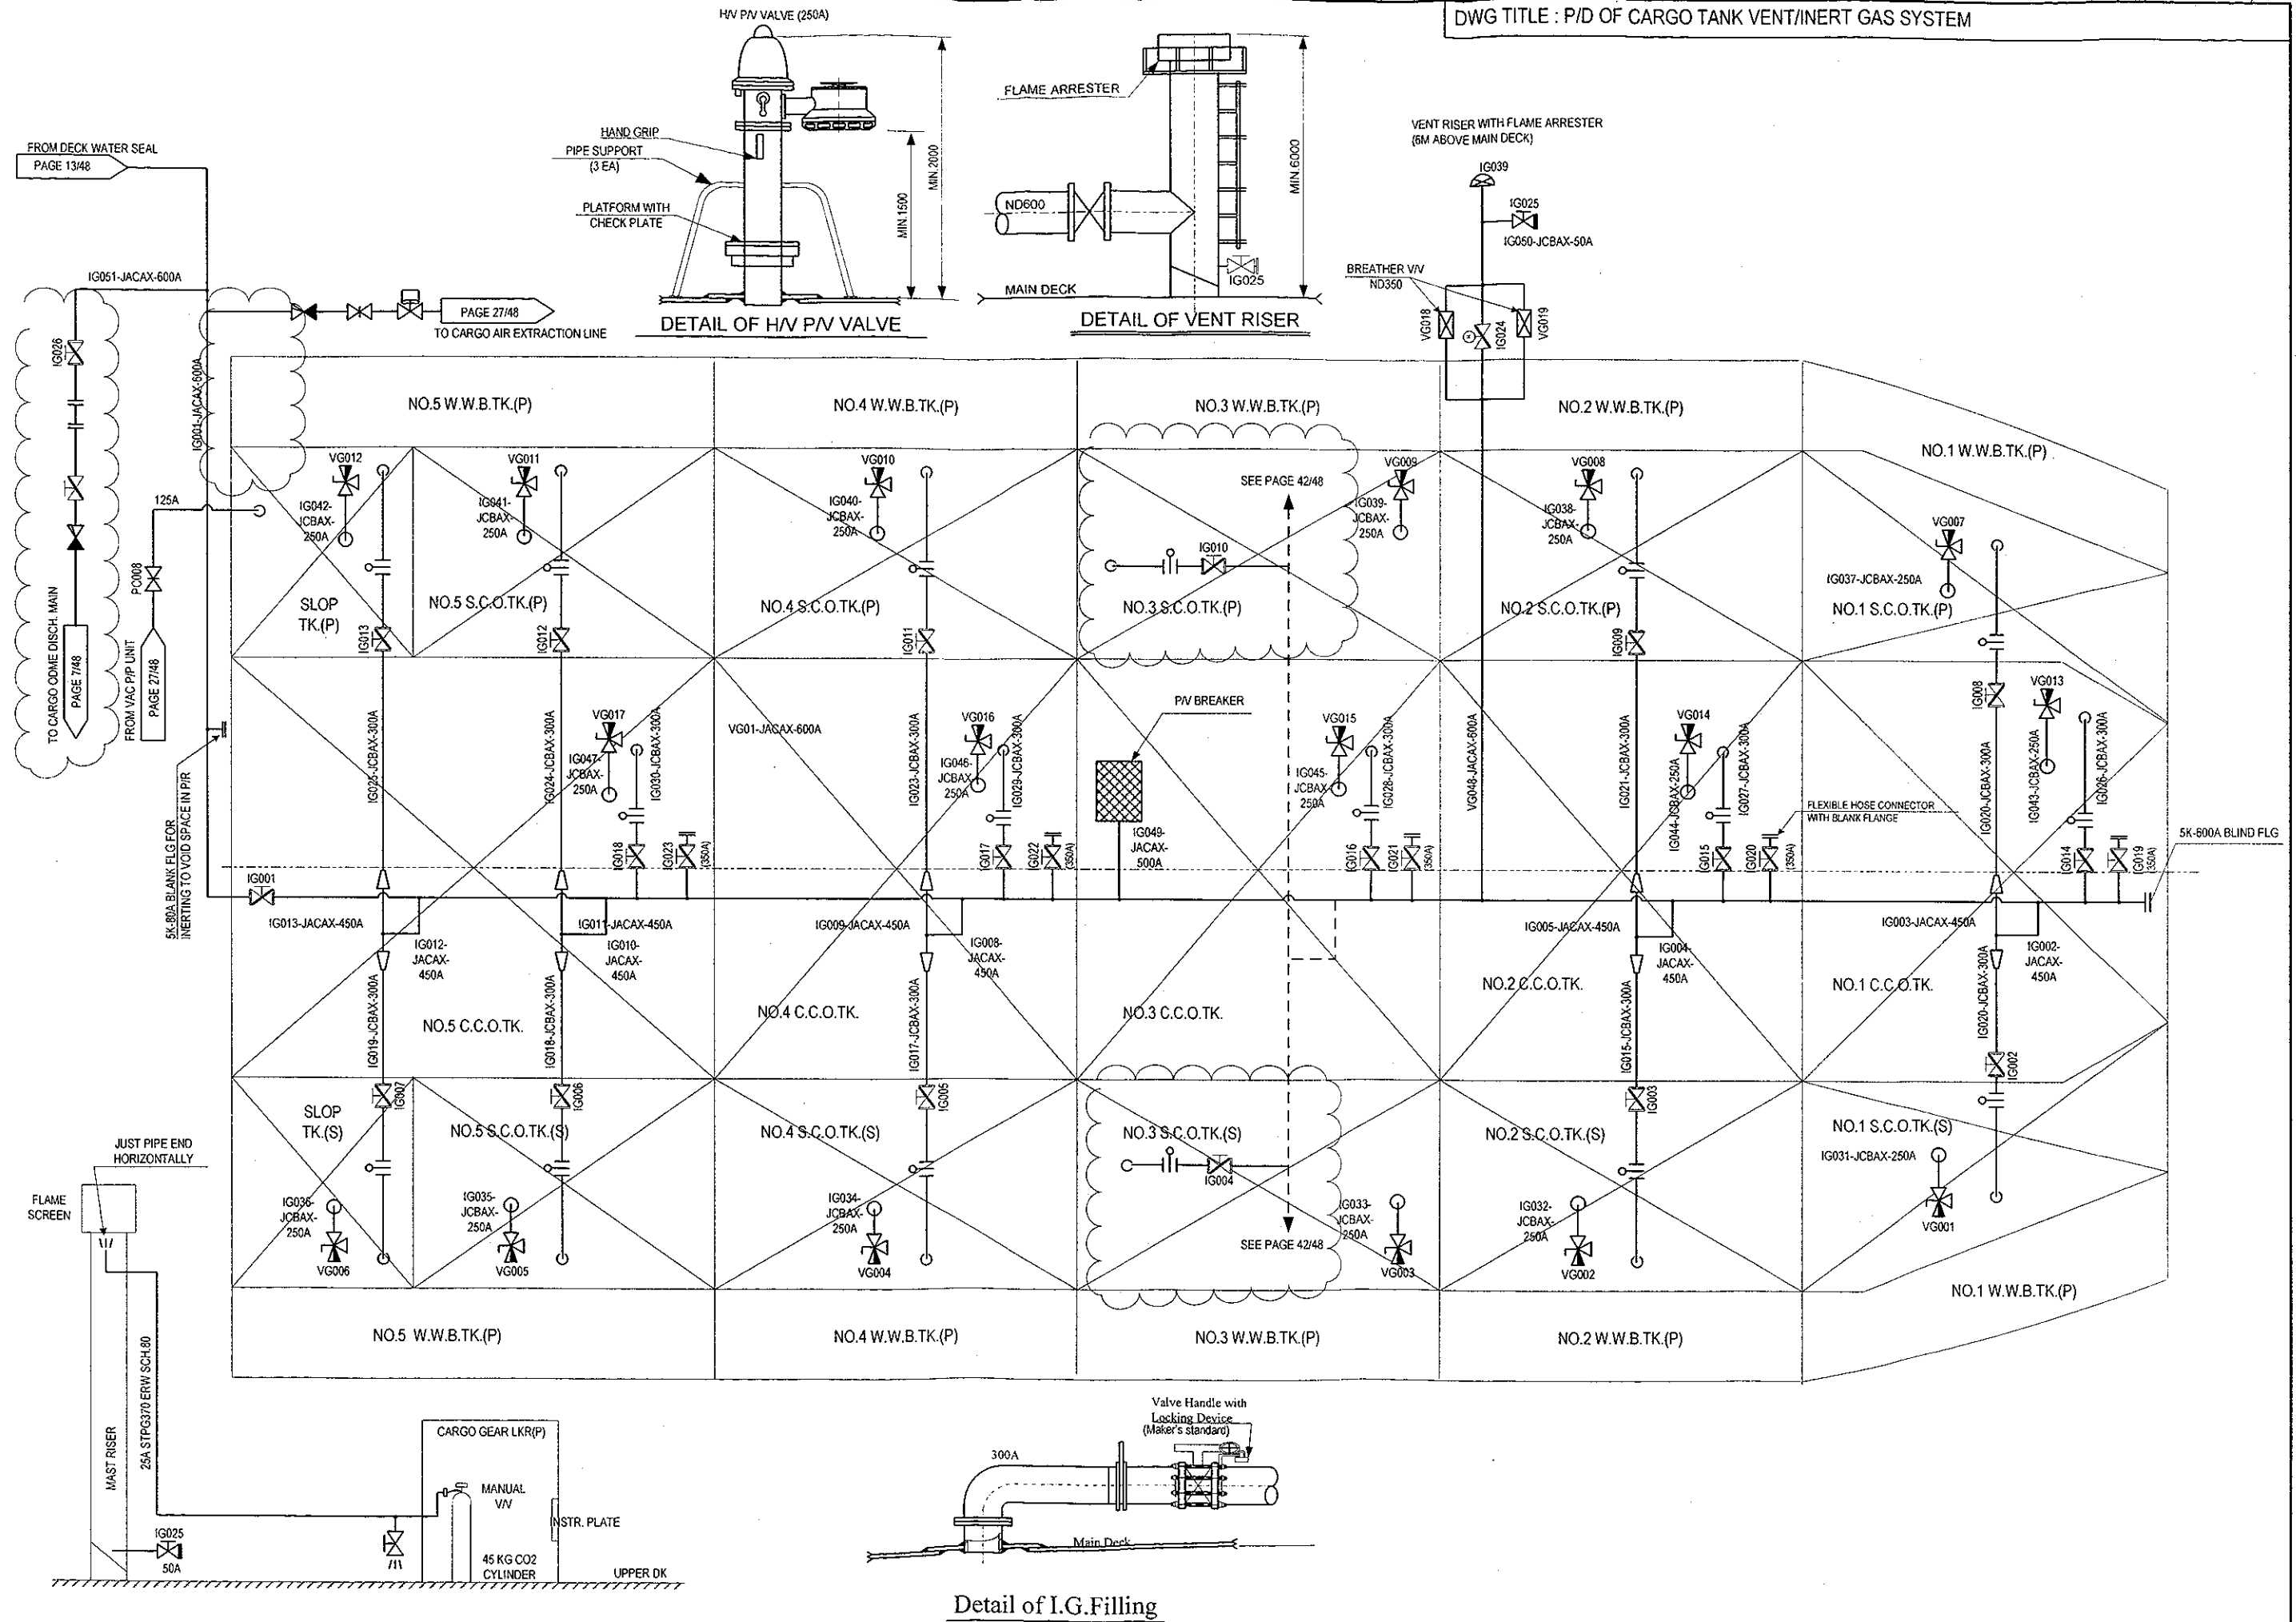 H/V P/V VALVE (250A)
DWG TITLE : P/D OF CARGO TANK VENT/INERT GAS SYSTEM
FLAME ARRESTER
HAND GRIP
PIPE SUPPORT
(3 EA)
PLATFORM WITH
CHECK PLATE
MIN.1500
MIN.2000
DETAIL OF H/V P/V VALVE
ND600
MAIN DECK
IG025
MIN.6000
DETAIL OF VENT RISER
VENT RISER WITH FLAME ARRESTER
(6M ABOVE MAIN DECK)
IG039
IG025
IG050-JCBAX-50A
BREATHER V/V
ND350
VG018
IG024
VG019
FROM DECK WATER SEAL
PAGE 13/48
IG051-JACAX-600A
PAGE 27/48
TO CARGO AIR EXTRACTION LINE
IG026
IG001-JACAX-600A
125A
PC008
TO CARGO ODME DISCH. MAIN
PAGE 7/48
FROM VAC P/P UNIT
PAGE 27/48
5K-80A BLANK FLG FOR
INERTING TO VOID SPACE IN P/R
NO.5 W.W.B.TK.(P)
NO.4 W.W.B.TK.(P)
NO.3 W.W.B.TK.(P)
NO.2 W.W.B.TK.(P)
NO.1 W.W.B.TK.(P)
VG012
IG042-
JCBAX-
250A
VG011
IG041-
JCBAX-
250A
VG010
IG040-
JCBAX-
250A
SEE PAGE 42/48
VG009
IG039-
JCBAX-
250A
VG008
IG038-
JCBAX-
250A
VG007
IG037-JCBAX-250A
IG010
SLOP
TK.(P)
NO.5 S.C.O.TK.(P)
NO.4 S.C.O.TK.(P)
NO.3 S.C.O.TK.(P)
NO.2 S.C.O.TK.(P)
NO.1 S.C.O.TK.(P)
IG013
IG012
IG011
IG009
IG008
IG025-JCBAX-300A
IG024-JCBAX-300A
VG017
IG047-
JCBAX-
250A
IG030-JCBAX-300A
VG01-JACAX-600A
IG023-JCBAX-300A
VG016
IG046-
JCBAX-
250A
IG029-JCBAX-300A
P/V BREAKER
IG049-
JACAX-
500A
VG015
IG045-
JCBAX-
250A
IG028-JCBAX-300A
VG048-JACAX-600A
IG021-JCBAX-300A
VG014
IG044-JCBAX-250A
IG027-JCBAX-300A
FLEXIBLE HOSE CONNECTOR
WITH BLANK FLANGE
IG020-JCBAX-300A
VG013
IG043-JCBAX-250A
IG026-JCBAX-300A
5K-600A BLIND FLG
IG018
IG023
(350A)
IG017
IG022
(350A)
IG016
IG021
(350A)
IG015
IG020
(350A)
IG014
IG019
(350A)
IG001
IG013-JACAX-450A
IG012-
JACAX-
450A
IG011-JACAX-450A
IG010-
JACAX-
450A
IG009-JACAX-450A
IG008-
JACAX-
450A
IG005-JACAX-450A
IG004-
JACAX-
450A
IG003-JACAX-450A
IG002-
JACAX-
450A
IG019-JCBAX-300A
IG018-JCBAX-300A
IG017-JCBAX-300A
IG015-JCBAX-300A
IG020-JCBAX-300A
NO.5 C.C.O.TK.
NO.4 C.C.O.TK.
NO.3 C.C.O.TK.
NO.2 C.C.O.TK.
NO.1 C.C.O.TK.
IG007
IG006
IG005
IG003
IG002
SLOP
TK.(S)
NO.5 S.C.O.TK.(S)
NO.4 S.C.O.TK.(S)
NO.3 S.C.O.TK.(S)
NO.2 S.C.O.TK.(S)
NO.1 S.C.O.TK.(S)
IG004
IG036-
JCBAX-
250A
VG006
IG035-
JCBAX-
250A
VG005
IG034-
JCBAX-
250A
VG004
SEE PAGE 42/48
IG033-
JCBAX-
250A
VG003
IG032-
JCBAX-
250A
VG002
IG031-JCBAX-250A
VG001
NO.5 W.W.B.TK.(P)
NO.4 W.W.B.TK.(P)
NO.3 W.W.B.TK.(P)
NO.2 W.W.B.TK.(P)
NO.1 W.W.B.TK.(P)
JUST PIPE END
HORIZONTALLY
FLAME
SCREEN
MAST RISER
25A STPG370 ERW SCH.80
IG025
50A
CARGO GEAR LKR(P)
MANUAL
V/V
INSTR. PLATE
45 KG CO2
CYLINDER
UPPER DK
Valve Handle with
Locking Device
(Maker's standard)
300A
Main Deck
Detail of I.G.Filling